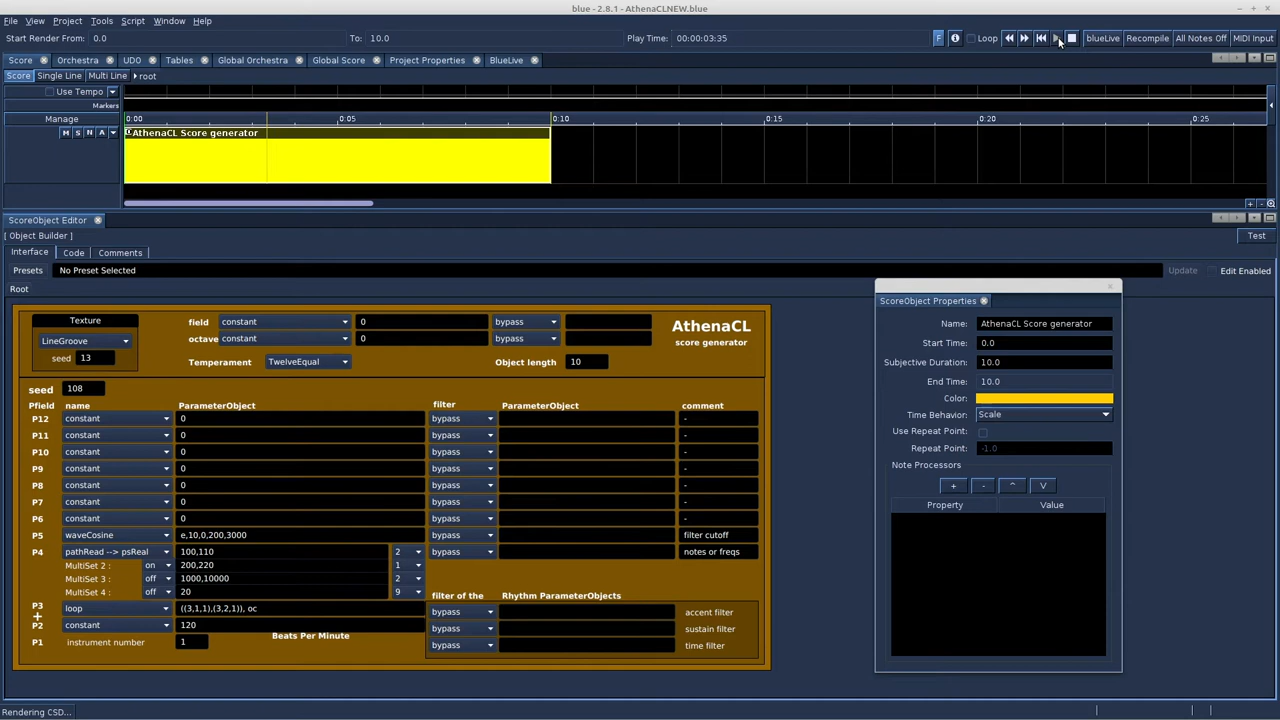 blue - 2.8.1 - AthenaCLNEW.blue
File View Project Tools Script Window Help
Start Render From: 0.0 To: 10.0 Play Time: 00:00:03:35 F Loop blueLive Recompile All Notes Off MIDI Input
Score Orchestra UDO Tables Global Orchestra Global Score Project Properties BlueLive
Score Single Line Multi Line root
Use Tempo
Markers
Manage 0:00 0:05 0:10 0:15 0:20 0:25
M S N A AthenaCL Score generator
ScoreObject Editor
[ Object Builder ] Test
Interface Code Comments
Presets No Preset Selected Update Edit Enabled
Root
Texture
LineGroove
seed 13
field constant 0 bypass
octave constant 0 bypass
Temperament TwelveEqual Object length 10
AthenaCL
score generator
seed 108
Pfield name ParameterObject filter ParameterObject comment
P12 constant 0 bypass -
P11 constant 0 bypass -
P10 constant 0 bypass -
P9 constant 0 bypass -
P8 constant 0 bypass -
P7 constant 0 bypass -
P6 constant 0 bypass -
P5 waveCosine e,10,0,200,3000 bypass filter cutoff
P4 pathRead --> psReal 100,110 2 bypass notes or freqs
MultiSet 2 : on 200,220 1
MultiSet 3 : off 1000,10000 2
MultiSet 4 : off 20 9
filter of the Rhythm ParameterObjects
P3 loop ((3,1,1),(3,2,1)), oc bypass accent filter
+
P2 constant 120 bypass sustain filter
Beats Per Minute
P1 instrument number 1 bypass time filter
ScoreObject Properties
Name: AthenaCL Score generator
Start Time: 0.0
Subjective Duration: 10.0
End Time: 10.0
Color:
Time Behavior: Scale
Use Repeat Point:
Repeat Point: -1.0
Note Processors
+ - ^ V
Property Value
Rendering CSD...